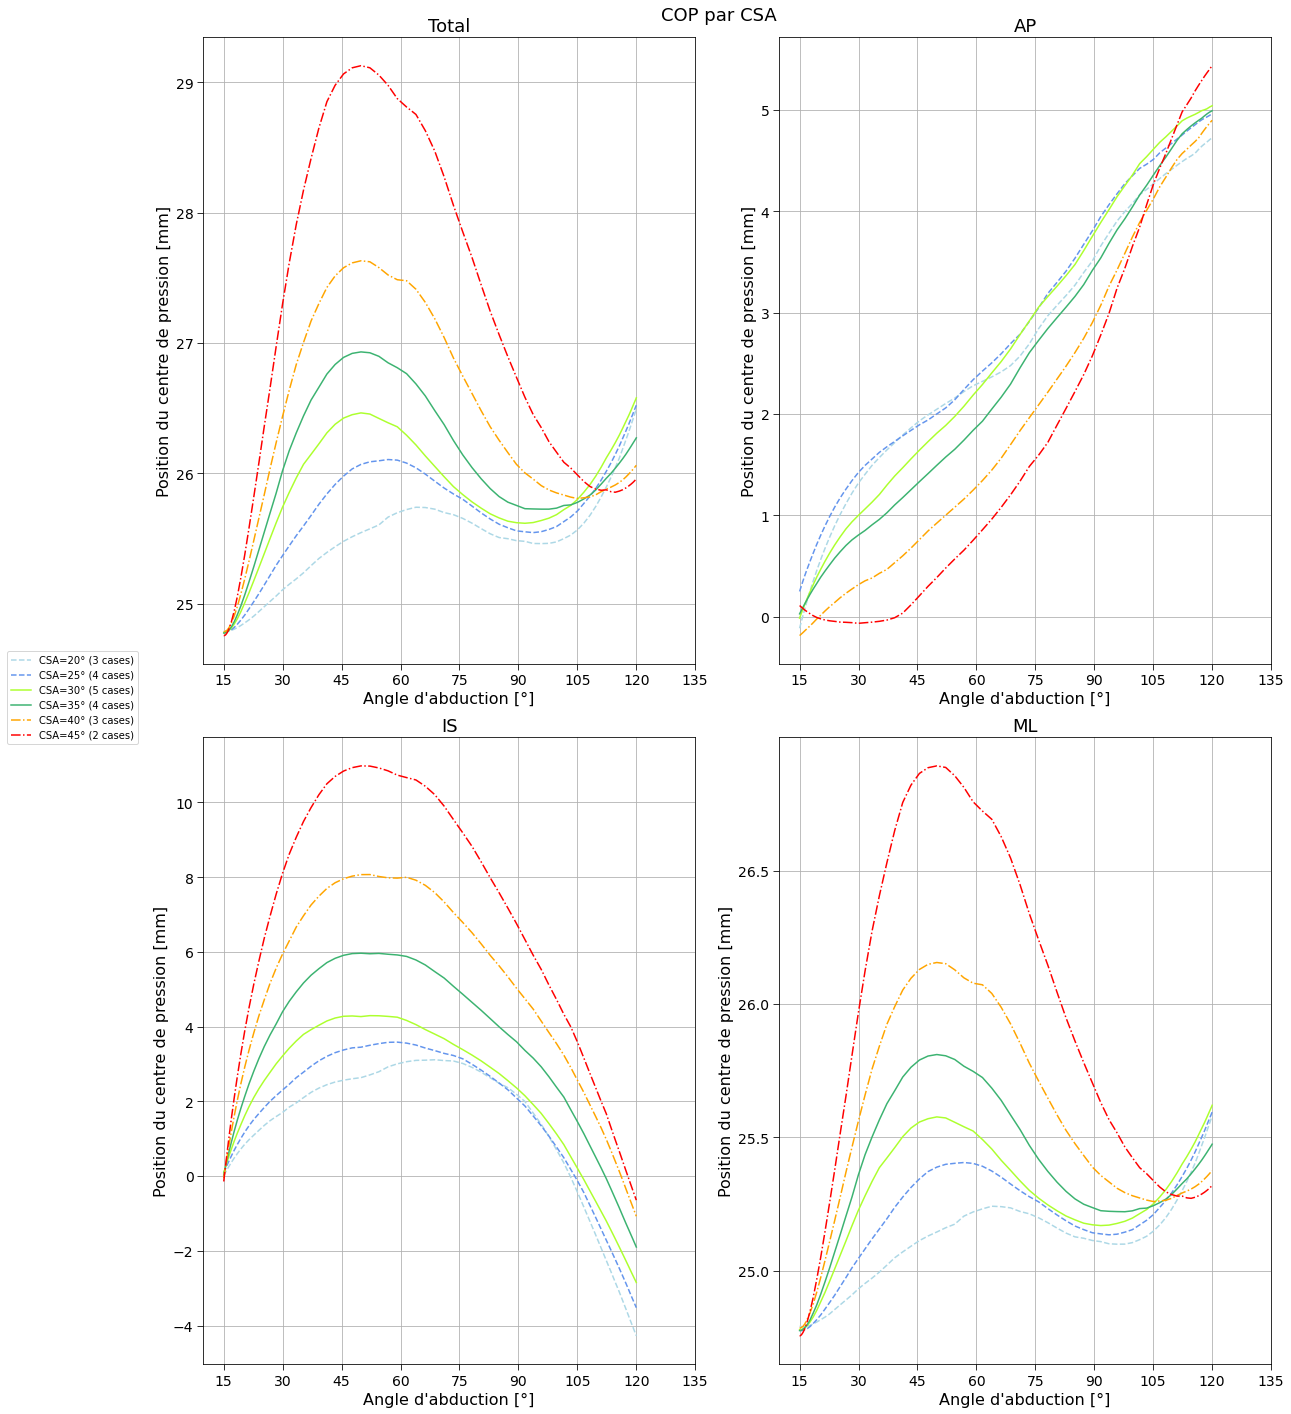 COP par CSA
Total
Position du centre de pression [mm]
29
28
27
26
25
15 30 45 60 75 90 105 120 135
Angle d'abduction [°]
AP
Position du centre de pression [mm]
5
4
3
2
1
0
15 30 45 60 75 90 105 120 135
Angle d'abduction [°]
CSA=20° (3 cases)
CSA=25° (4 cases)
CSA=30° (5 cases)
CSA=35° (4 cases)
CSA=40° (3 cases)
CSA=45° (2 cases)
IS
Position du centre de pression [mm]
10
8
6
4
2
0
−2
−4
15 30 45 60 75 90 105 120 135
Angle d'abduction [°]
ML
Position du centre de pression [mm]
26.5
26.0
25.5
25.0
15 30 45 60 75 90 105 120 135
Angle d'abduction [°]